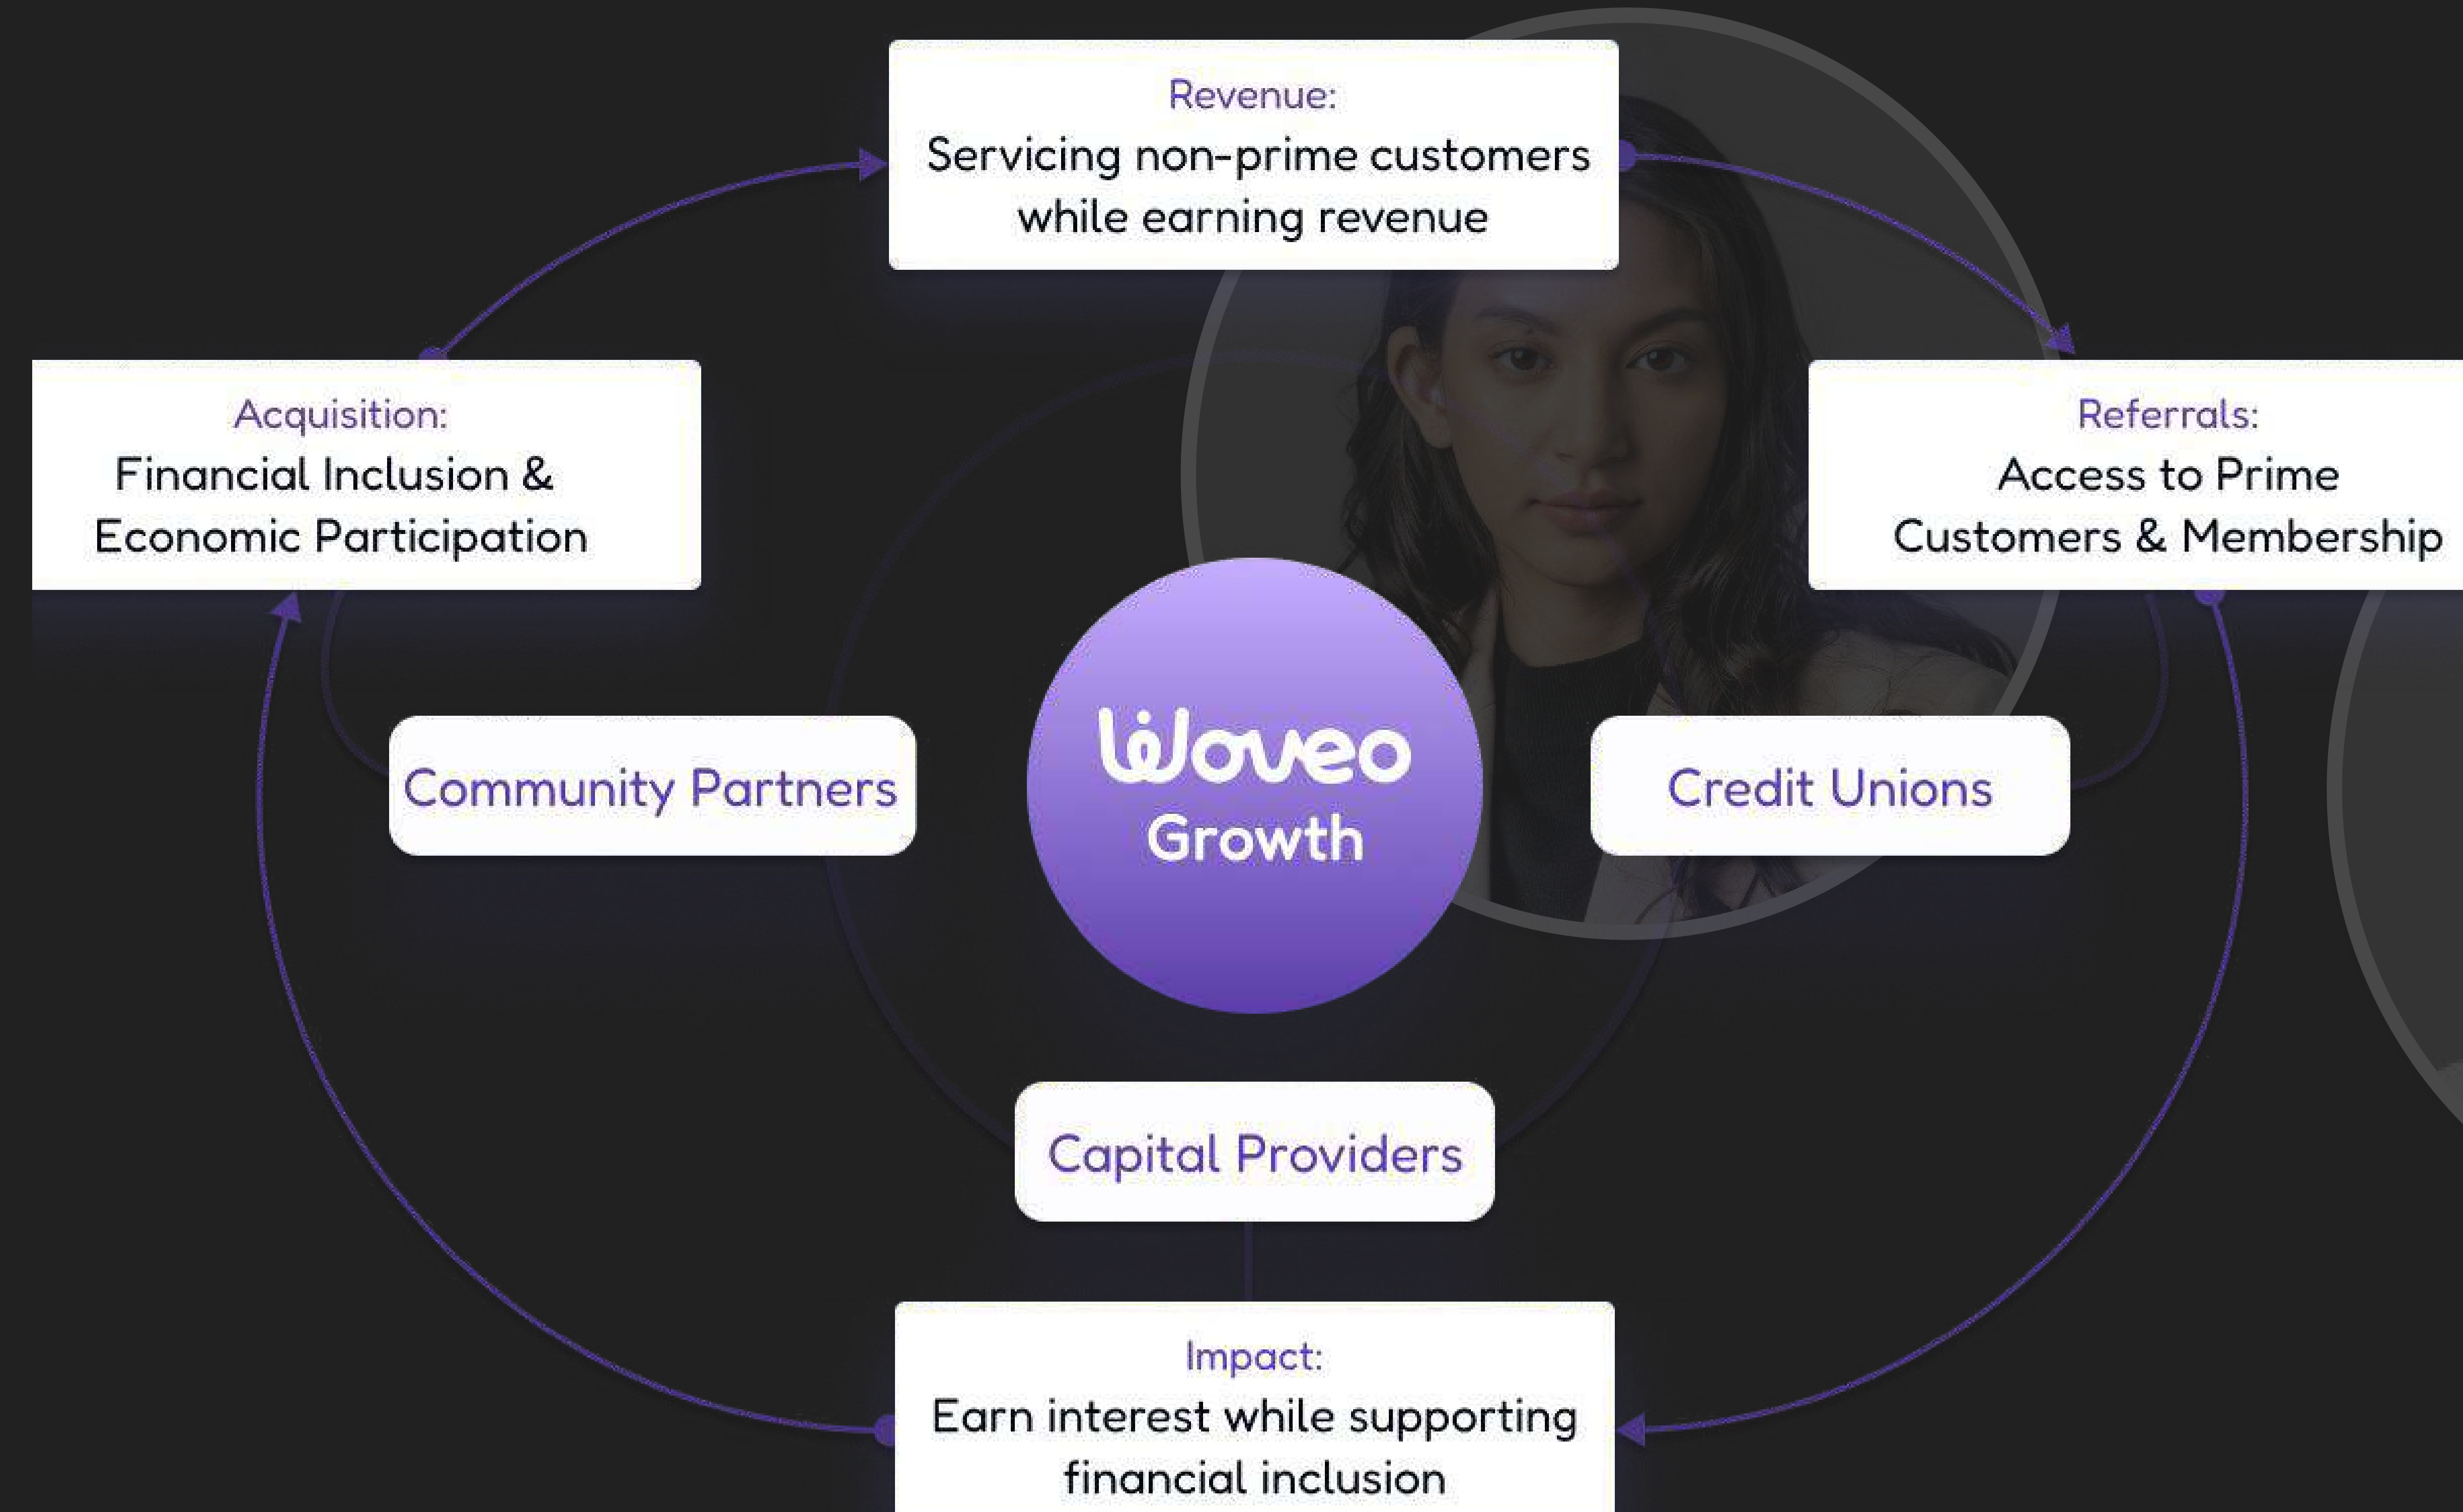 Revenue:
Servicing non-prime customers
while earning revenue
Acquisition:
Financial Inclusion &
Economic Participation
Referrals:
Access to Prime
Customers & Membership
Community Partners
Woveo
Growth
Credit Unions
Capital Providers
Impact:
Earn interest while supporting
financial inclusion